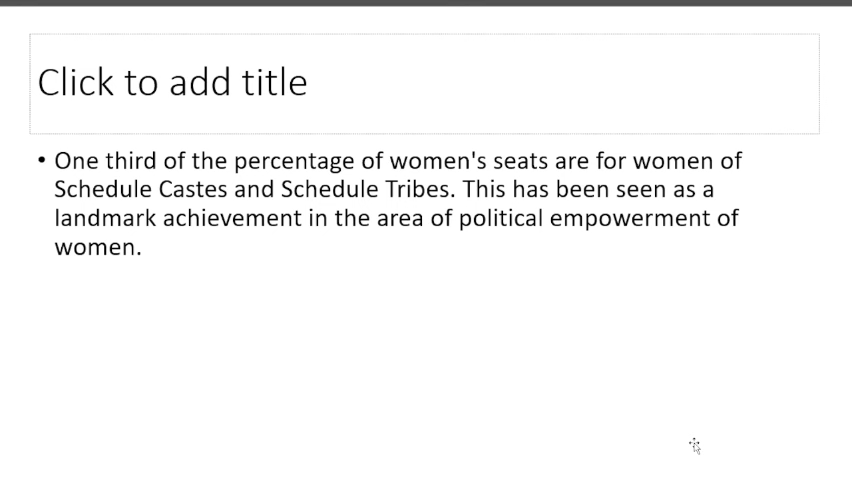 Click to add title
• One third of the percentage of women's seats are for women of
Schedule Castes and Schedule Tribes. This has been seen as a
landmark achievement in the area of political empowerment of
women.